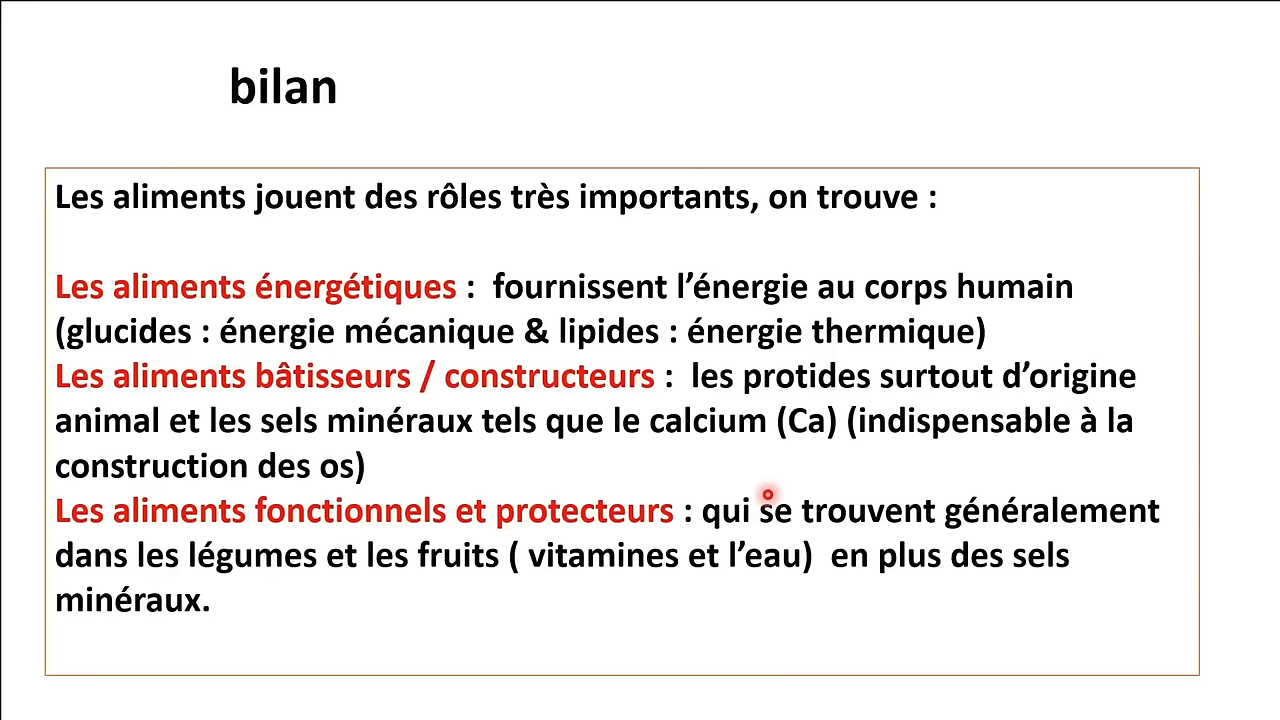 bilan
Les aliments jouent des rôles très importants, on trouve :
Les aliments énergétiques :  fournissent l’énergie au corps humain
(glucides : énergie mécanique & lipides : énergie thermique)
Les aliments bâtisseurs / constructeurs :  les protides surtout d’origine
animal et les sels minéraux tels que le calcium (Ca) (indispensable à la
construction des os)
Les aliments fonctionnels et protecteurs : qui se trouvent généralement
dans les légumes et les fruits ( vitamines et l’eau)  en plus des sels
minéraux.